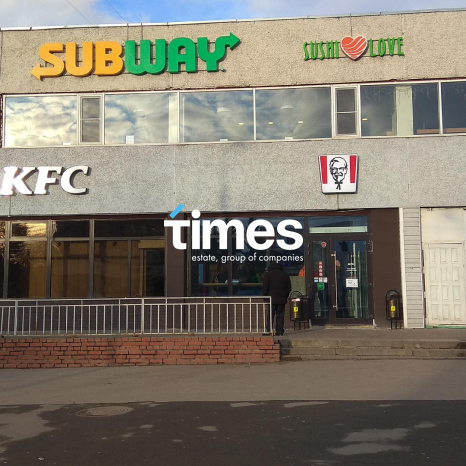 SUBWAY
SUSHI LOVE
KFC
times
estate, group of companies